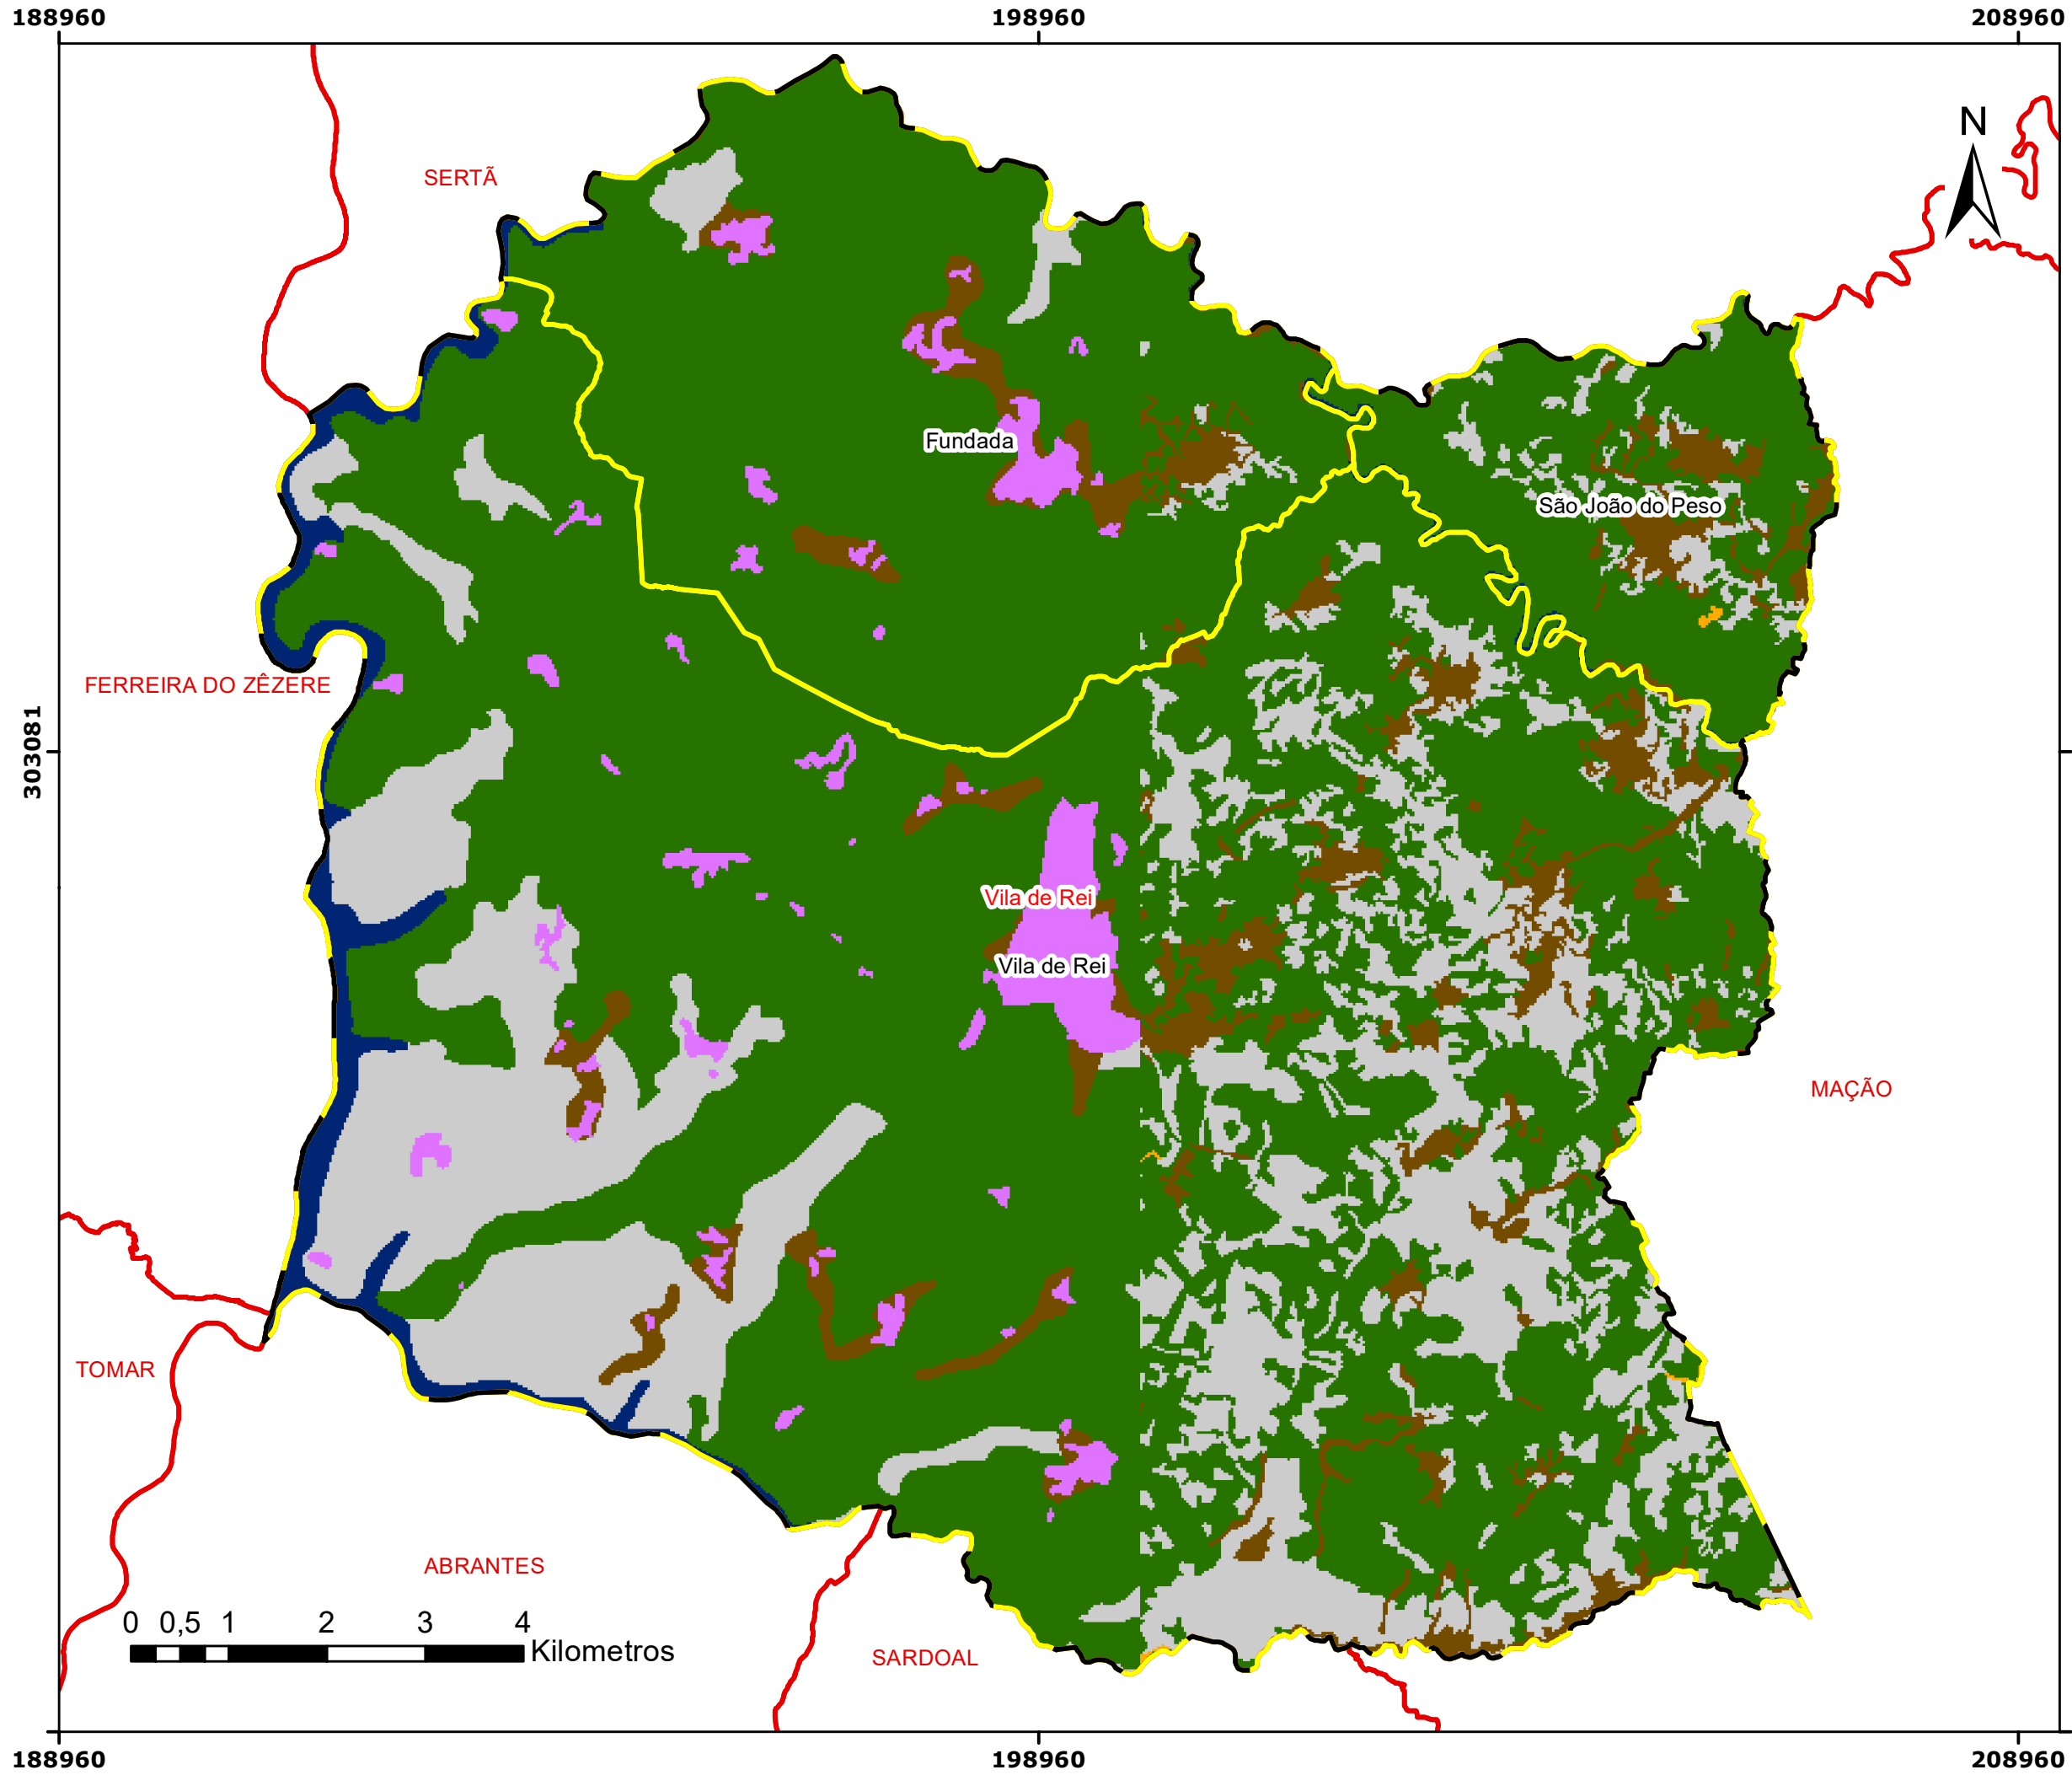 188960 198960 208960
N
SERTÃ
Fundada
São João do Peso
FERREIRA DO ZÊZERE
303081
Vila de Rei
Vila de Rei
MAÇÃO
TOMAR
ABRANTES
0 0,5 1 2 3 4
Kilometros
SARDOAL
188960 198960 208960